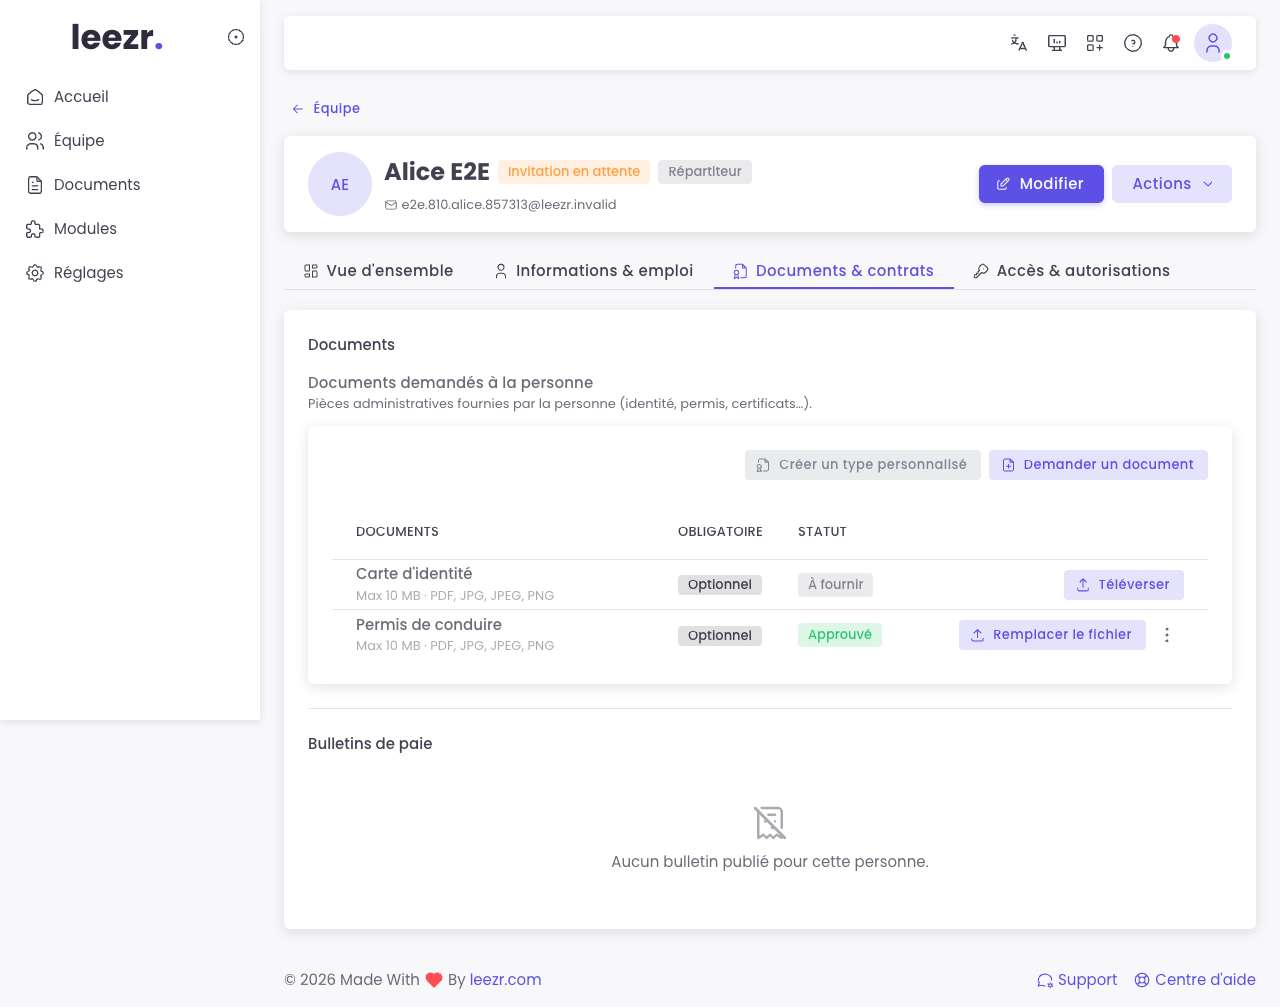 leezr.
Accueil
Équipe
Documents
Modules
Réglages
Équipe
AE
Alice E2E
Invitation en attente
Répartiteur
e2e.810.alice.857313@leezr.invalid
Modifier
Actions
Vue d'ensemble
Informations & emploi
Documents & contrats
Accès & autorisations
Documents
Documents demandés à la personne
Pièces administratives fournies par la personne (identité, permis, certificats…).
Créer un type personnalisé
Demander un document
DOCUMENTS OBLIGATOIRE STATUT
Carte d'identité
Max 10 MB · PDF, JPG, JPEG, PNG
Optionnel
À fournir
Téléverser
Permis de conduire
Max 10 MB · PDF, JPG, JPEG, PNG
Optionnel
Approuvé
Remplacer le fichier
Bulletins de paie
Aucun bulletin publié pour cette personne.
© 2026 Made With By leezr.com
Support
Centre d'aide